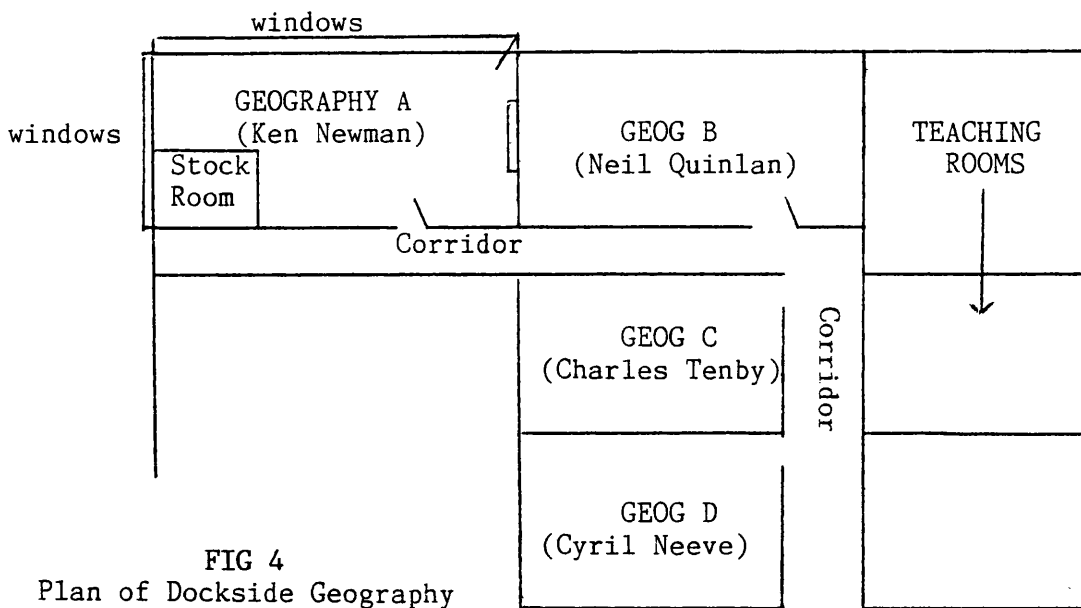 windows
windows
GEOGRAPHY A
(Ken Newman)
Stock
Room
GEOG B
(Neil Quinlan)
TEACHING
ROOMS
Corridor
GEOG C
(Charles Tenby)
Corridor
GEOG D
(Cyril Neeve)
FIG 4
Plan of Dockside Geography